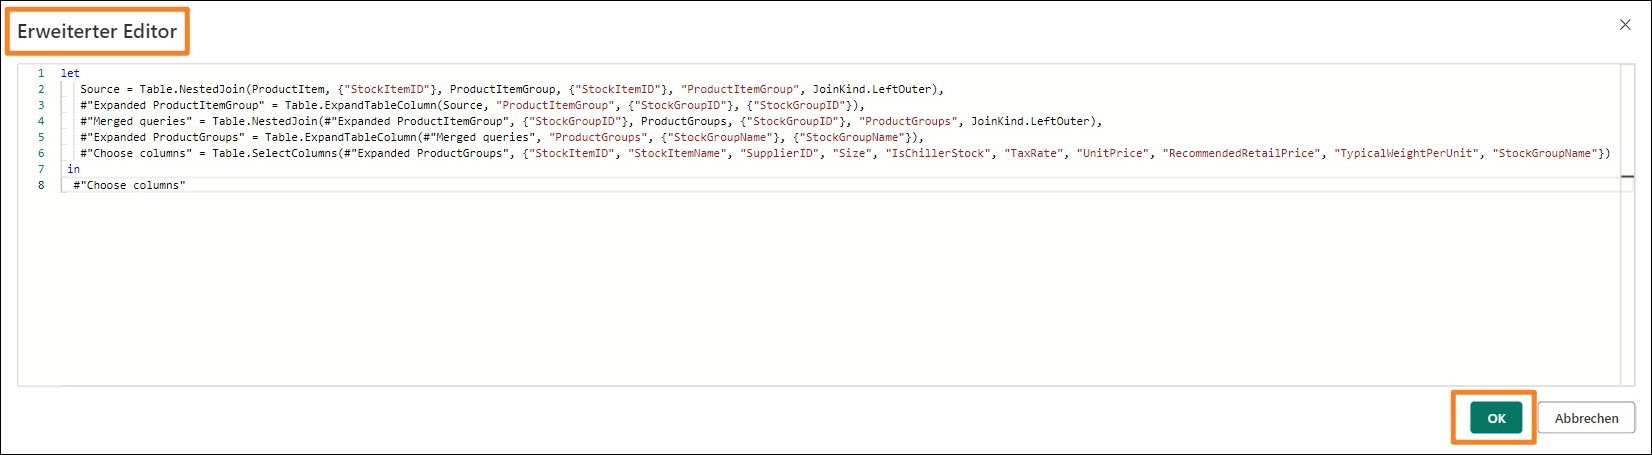 Erweiterter Editor
1 let
2 Source = Table.NestedJoin(ProductItem, {"StockItemID"}, ProductItemGroup, {"StockItemID"}, "ProductItemGroup", JoinKind.LeftOuter),
3 #"Expanded ProductItemGroup" = Table.ExpandTableColumn(Source, "ProductItemGroup", {"StockGroupID"}, {"StockGroupID"}),
4 #"Merged queries" = Table.NestedJoin(#"Expanded ProductItemGroup", {"StockGroupID"}, ProductGroups, {"StockGroupID"}, "ProductGroups", JoinKind.LeftOuter),
5 #"Expanded ProductGroups" = Table.ExpandTableColumn(#"Merged queries", "ProductGroups", {"StockGroupName"}, {"StockGroupName"}),
6 #"Choose columns" = Table.SelectColumns(#"Expanded ProductGroups", {"StockItemID", "StockItemName", "SupplierID", "Size", "IsChillerStock", "TaxRate", "UnitPrice", "RecommendedRetailPrice", "TypicalWeightPerUnit", "StockGroupName"})
7 in
8 #"Choose columns"
OK Abbrechen